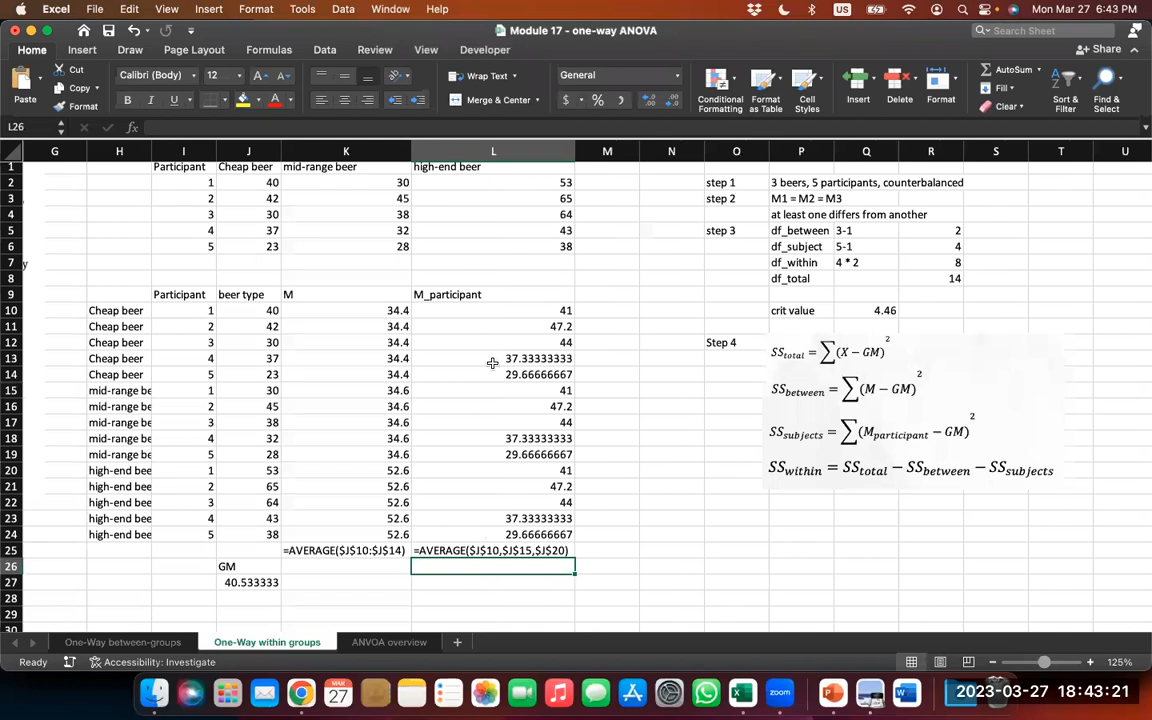 Excel File Edit View Insert Format Tools Data Window Help US Mon Mar 27 6:43 PM
Module 17 - one-way ANOVA Search Sheet
Home Insert Draw Page Layout Formulas Data Review View Developer Share
Paste Cut Copy Format Calibri (Body) 12 A A B I U A Wrap Text Merge & Center General $ % Conditional Formatting Format as Table Cell Styles Insert Delete Format AutoSum Fill Clear Sort & Filter Find & Select
L26 fx
G H I J K L M N O P Q R S T U
1 Participant Cheap beer mid-range beer high-end beer
2 1 40 30 53 step 1 3 beers, 5 participants, counterbalanced
3 2 42 45 65 step 2 M1 = M2 = M3
4 3 30 38 64 at least one differs from another
5 4 37 32 43 step 3 df_between 3-1 2
6 5 23 28 38 df_subject 5-1 4
7 y df_within 4 * 2 8
8 df_total 14
9 Participant beer type M M_participant
10 Cheap beer 1 40 34.4 41 crit value 4.46
11 Cheap beer 2 42 34.4 47.2
12 Cheap beer 3 30 34.4 44 Step 4 SS_total = ∑(X − GM)²
13 Cheap beer 4 37 34.4 37.33333333
14 Cheap beer 5 23 34.4 29.66666667
15 mid-range be 1 30 34.6 41 SS_between = ∑(M − GM)²
16 mid-range be 2 45 34.6 47.2
17 mid-range be 3 38 34.6 44
18 mid-range be 4 32 34.6 37.33333333 SS_subjects = ∑(M_participant − GM)²
19 mid-range be 5 28 34.6 29.66666667
20 high-end bee 1 53 52.6 41 SS_within = SS_total − SS_between − SS_subjects
21 high-end bee 2 65 52.6 47.2
22 high-end bee 3 64 52.6 44
23 high-end bee 4 43 52.6 37.33333333
24 high-end bee 5 38 52.6 29.66666667
25 =AVERAGE($J$10:$J$14) =AVERAGE($J$10,$J$15,$J$20)
26 GM
27 40.533333
28
29
30
One-Way between-groups One-Way within groups ANVOA overview +
Ready Accessibility: Investigate 125%
MAR 27 zoom 2023-03-27 18:43:21